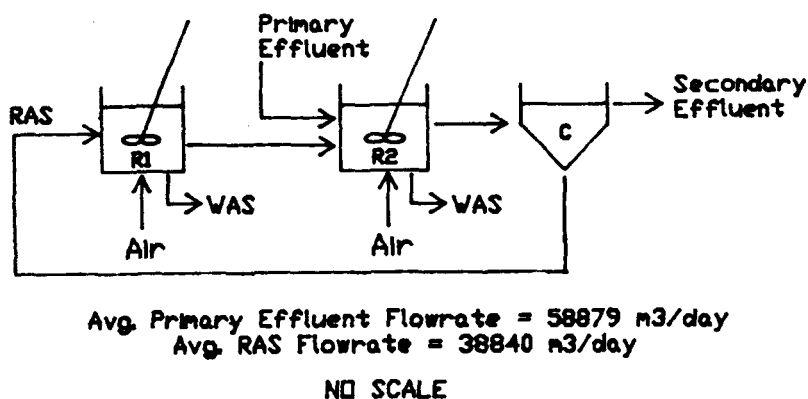 Primary
Effluent
Secondary
Effluent
RAS
C
R1
R2
WAS
WAS
Air
Air
Avg. Primary Effluent Flowrate = 58879 m3/day
Avg. RAS Flowrate = 38840 m3/day
NO SCALE